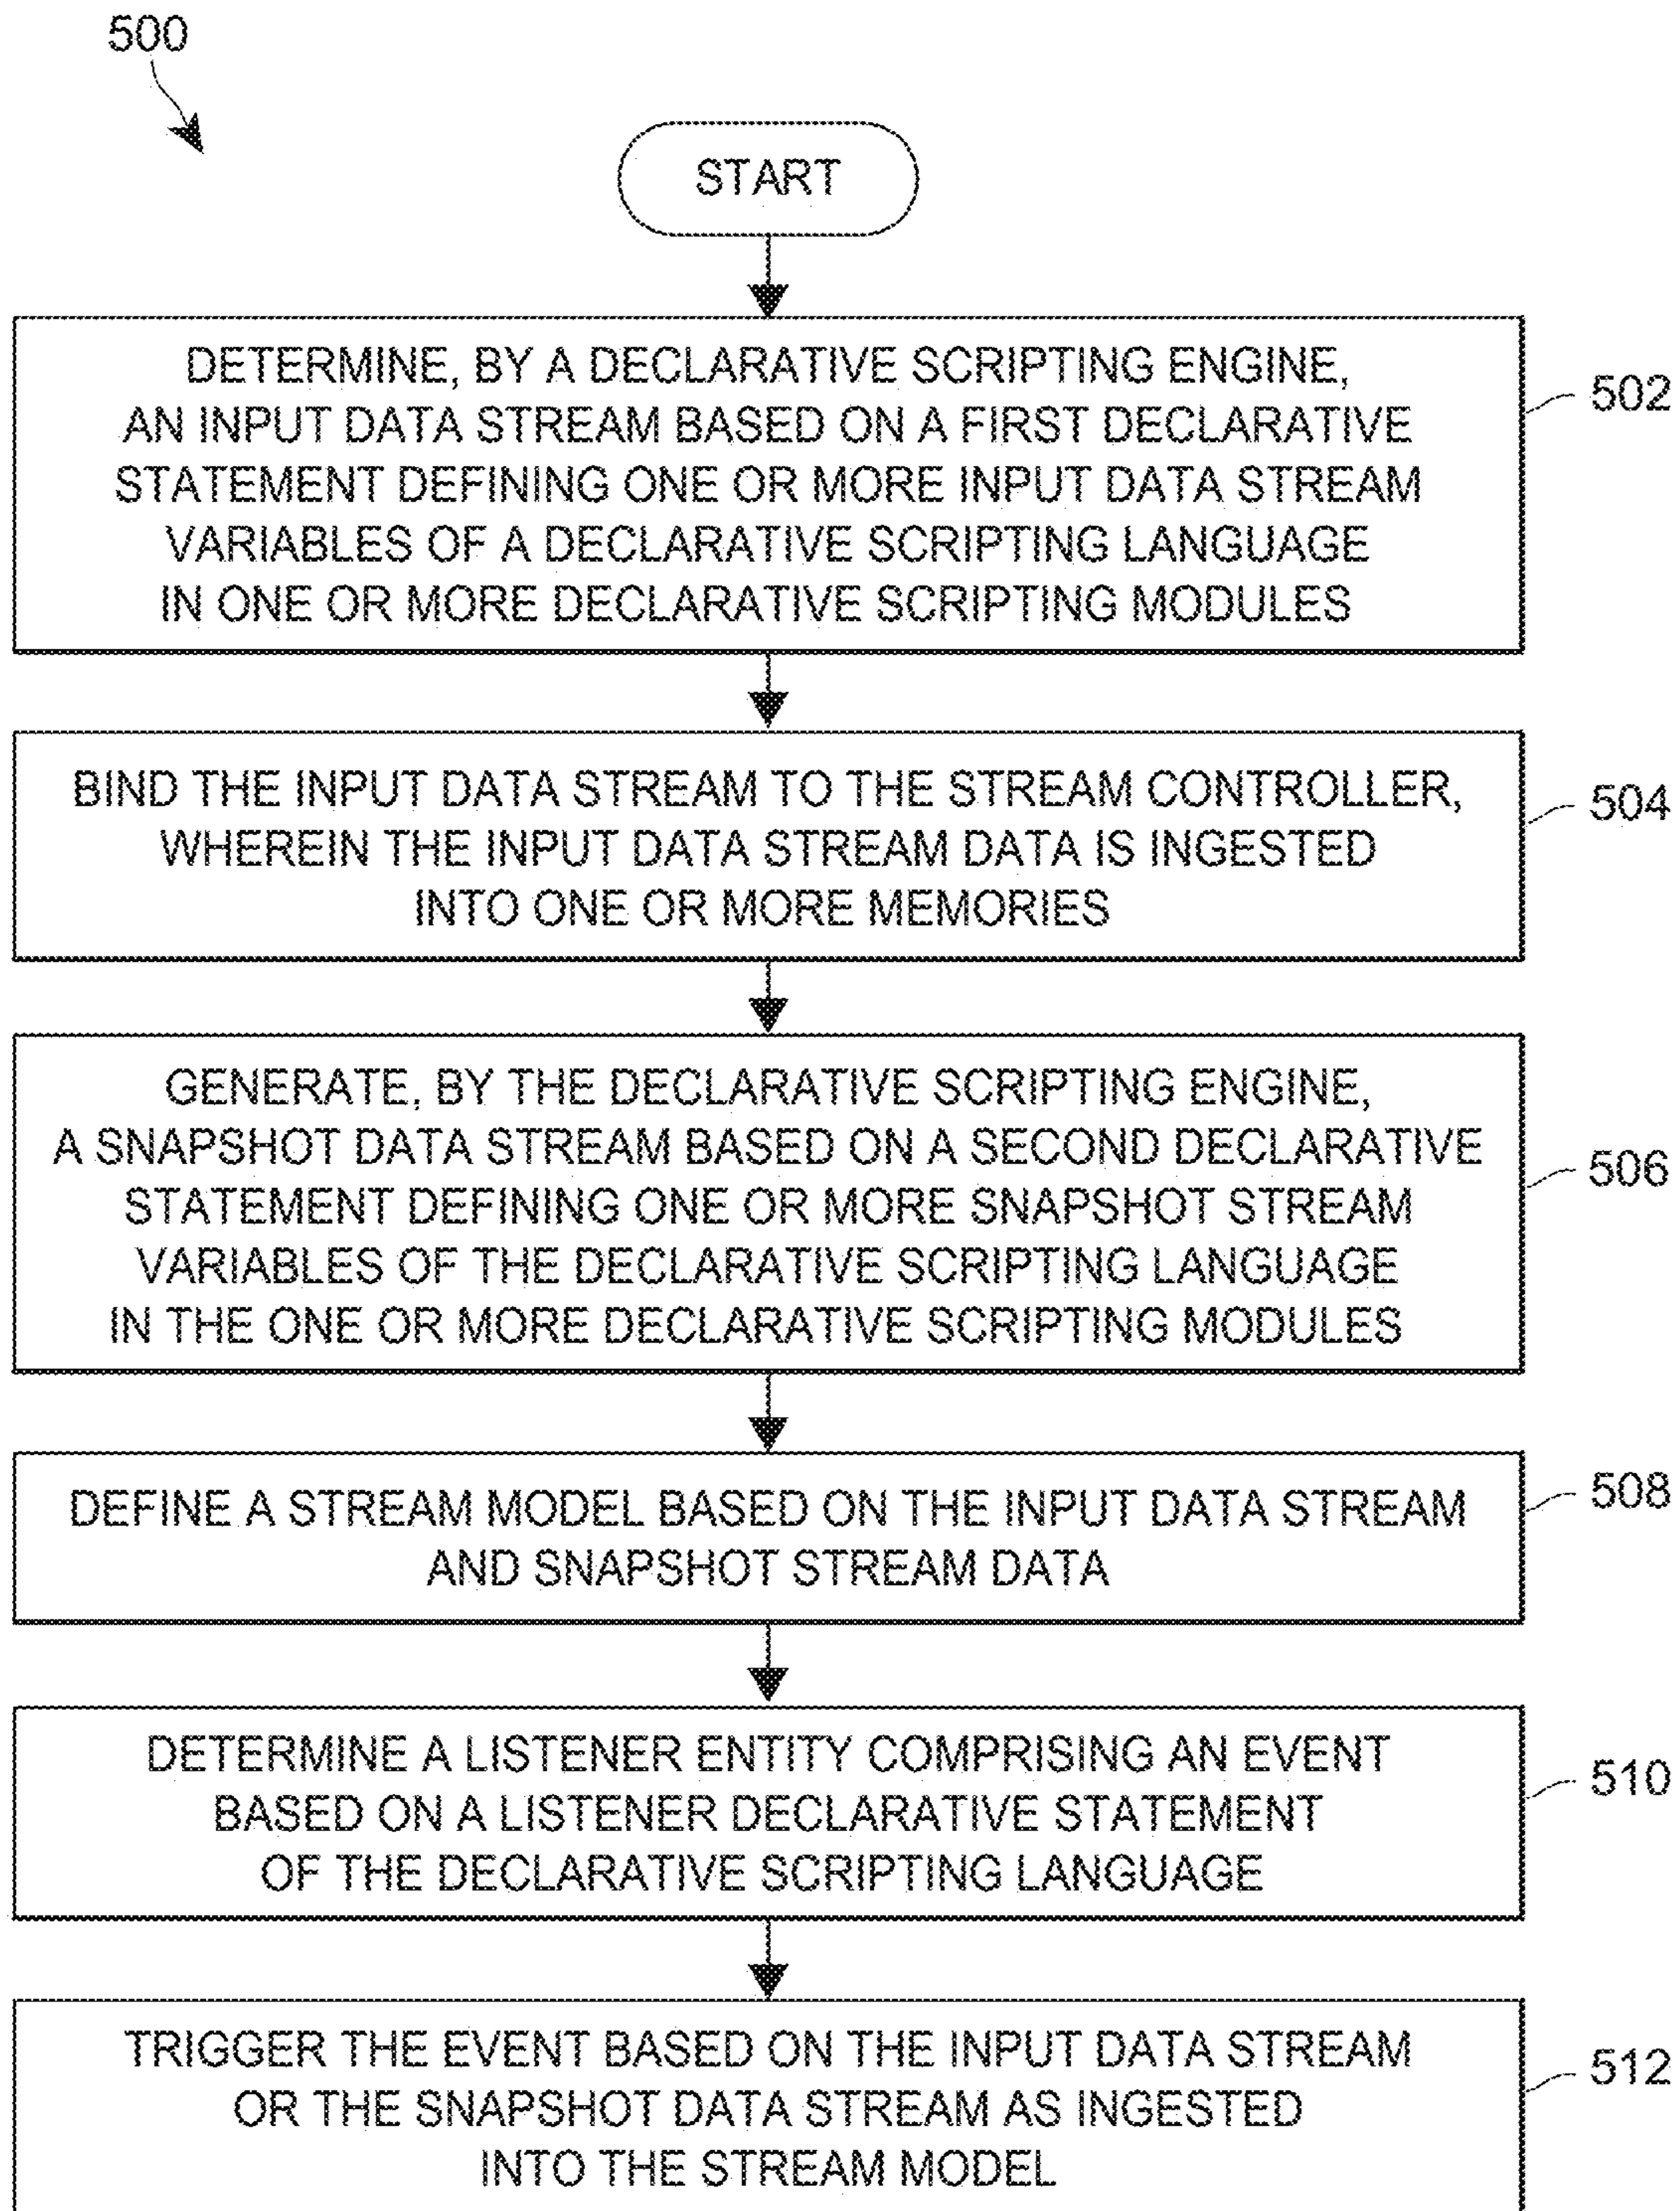 500
START
DETERMINE, BY A DECLARATIVE SCRIPTING ENGINE,
AN INPUT DATA STREAM BASED ON A FIRST DECLARATIVE
STATEMENT DEFINING ONE OR MORE INPUT DATA STREAM
VARIABLES OF A DECLARATIVE SCRIPTING LANGUAGE
IN ONE OR MORE DECLARATIVE SCRIPTING MODULES
502
BIND THE INPUT DATA STREAM TO THE STREAM CONTROLLER,
WHEREIN THE INPUT DATA STREAM DATA IS INGESTED
INTO ONE OR MORE MEMORIES
504
GENERATE, BY THE DECLARATIVE SCRIPTING ENGINE,
A SNAPSHOT DATA STREAM BASED ON A SECOND DECLARATIVE
STATEMENT DEFINING ONE OR MORE SNAPSHOT STREAM
VARIABLES OF THE DECLARATIVE SCRIPTING LANGUAGE
IN THE ONE OR MORE DECLARATIVE SCRIPTING MODULES
506
DEFINE A STREAM MODEL BASED ON THE INPUT DATA STREAM
AND SNAPSHOT STREAM DATA
508
DETERMINE A LISTENER ENTITY COMPRISING AN EVENT
BASED ON A LISTENER DECLARATIVE STATEMENT
OF THE DECLARATIVE SCRIPTING LANGUAGE
510
TRIGGER THE EVENT BASED ON THE INPUT DATA STREAM
OR THE SNAPSHOT DATA STREAM AS INGESTED
INTO THE STREAM MODEL
512